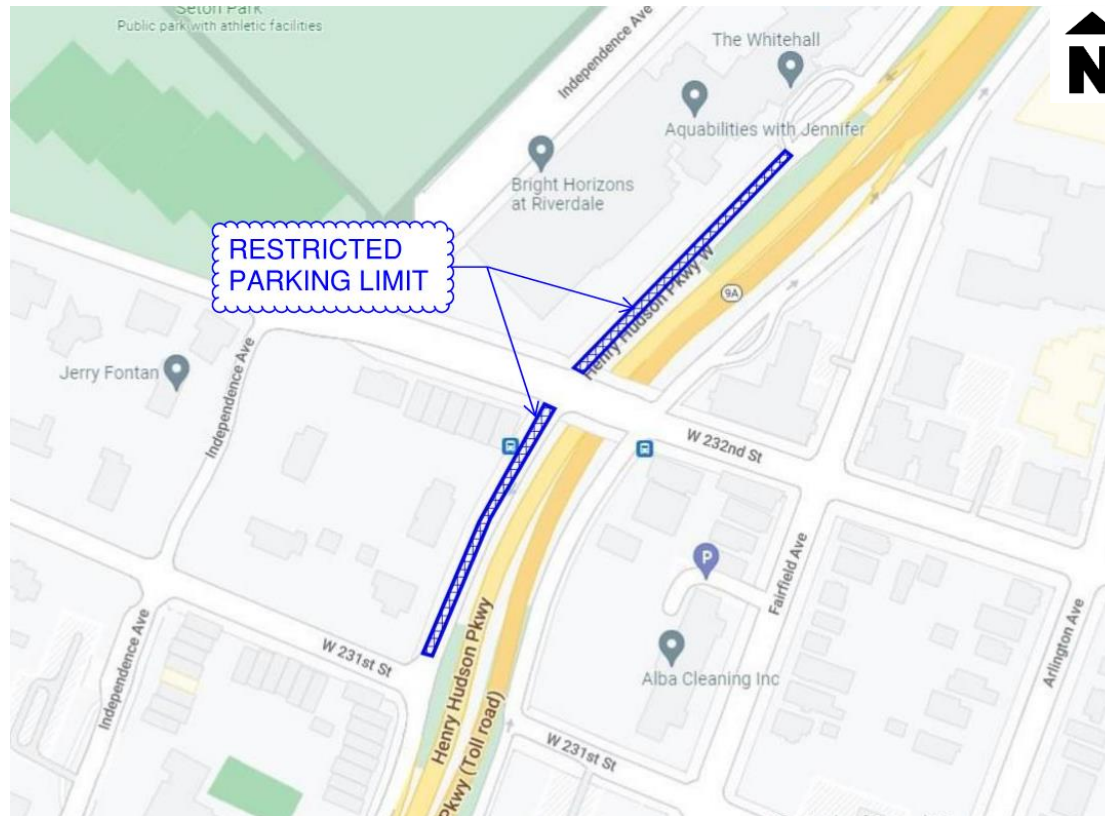 Seton Park
Public park with athletic facilities
Independence Ave
The Whitehall
N
Aquabilities with Jennifer
Bright Horizons
at Riverdale
RESTRICTED
PARKING LIMIT
Henry Hudson Pkwy W
9A
Jerry Fontan
Independence Ave
W 232nd St
P
Fairfield Ave
Arlington Ave
W 231st St
Independence Ave
Henry Hudson Pkwy
Pkwy (Toll road)
Alba Cleaning Inc
W 231st St